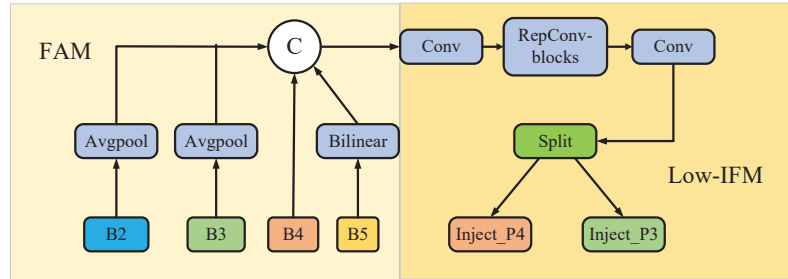 FAM
C
Conv
RepConv-
blocks
Conv
Avgpool
Avgpool
Bilinear
Split
Low-IFM
B2
B3
B4
B5
Inject_P4
Inject_P3